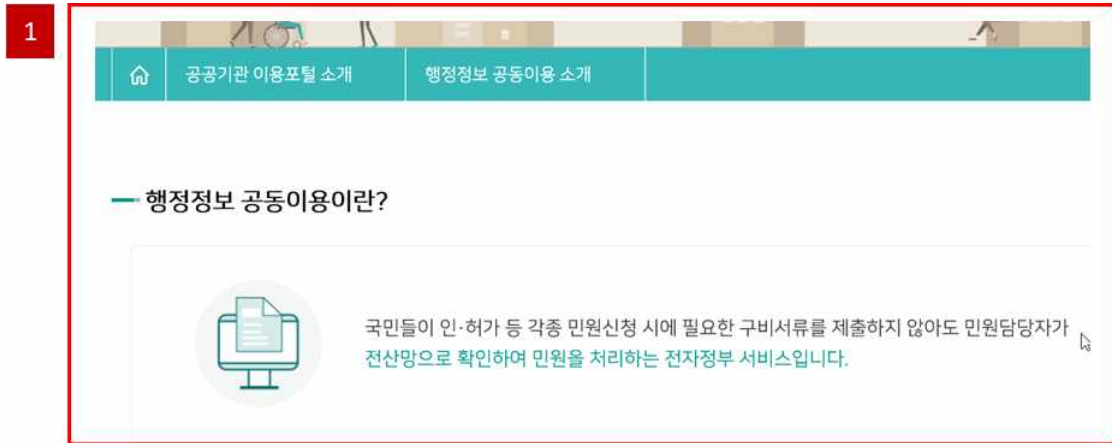 1
공공기관 이용포털 소개
행정정보 공동이용 소개
행정정보 공동이용이란?
국민들이 인·허가 등 각종 민원신청 시에 필요한 구비서류를 제출하지 않아도 민원담당자가
전산망으로 확인하여 민원을 처리하는 전자정부 서비스입니다.